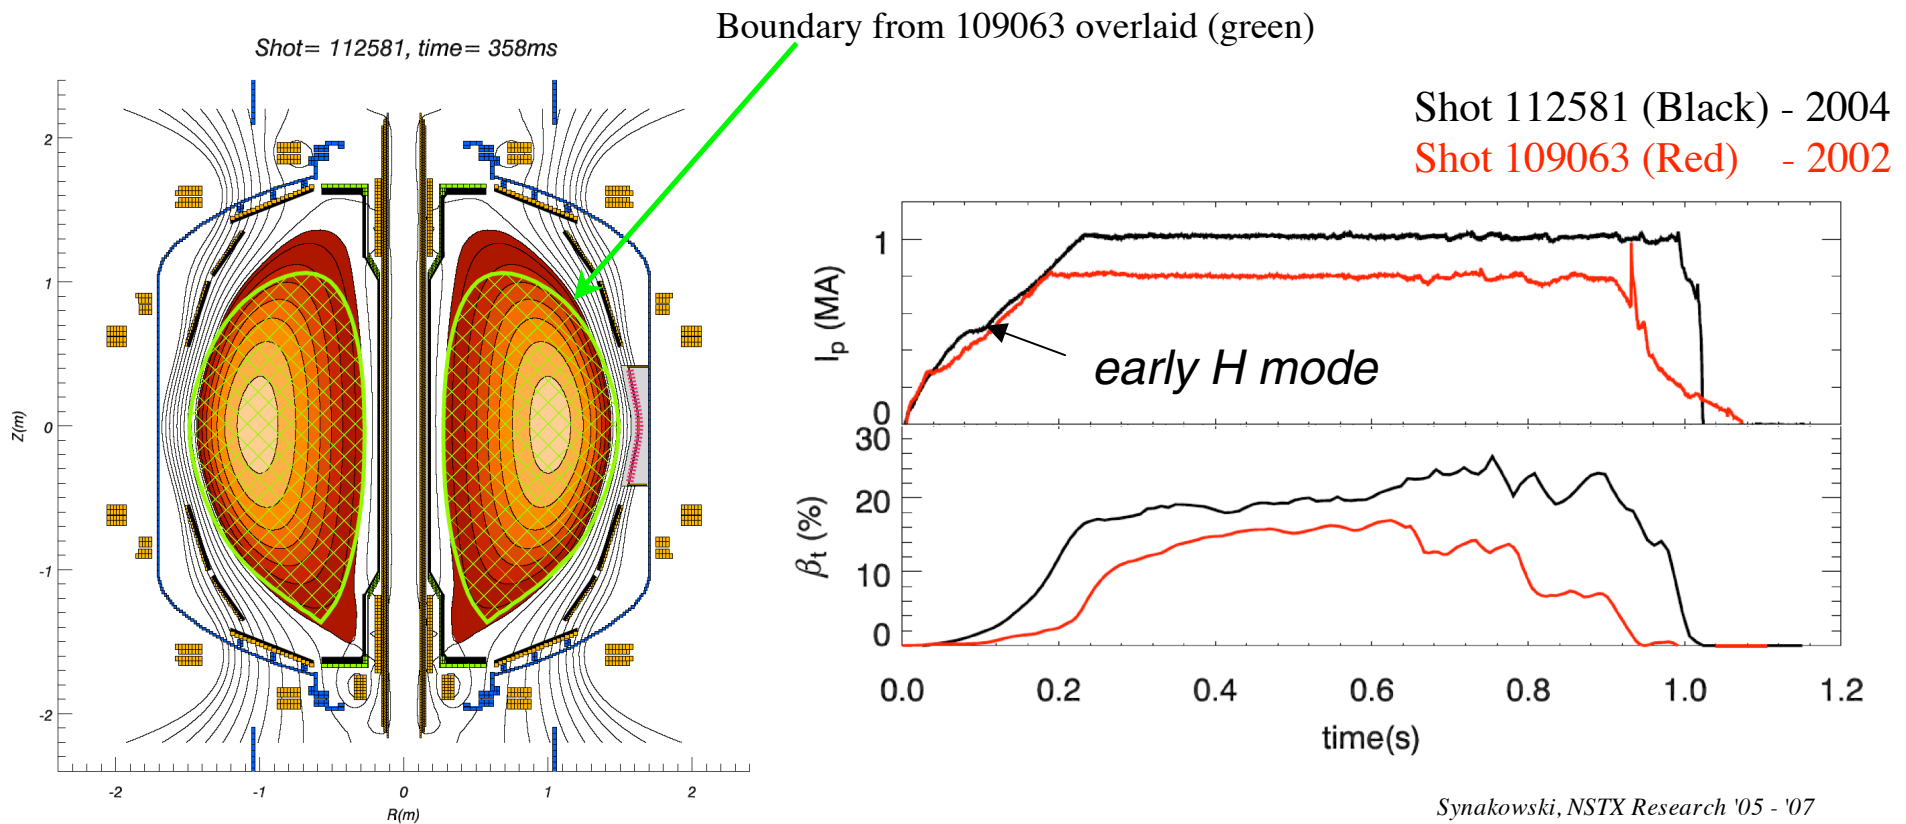 Boundary from 109063 overlaid (green)
Shot= 112581, time= 358ms
Shot 112581 (Black) - 2004
Shot 109063 (Red) - 2002
2
1
0
-1
-2
Z(m)
-2 -1 0 1 2
R(m)
1
0
Ip (MA)
early H mode
30
20
10
0
βt (%)
0.0 0.2 0.4 0.6 0.8 1.0 1.2
time(s)
Synakowski, NSTX Research '05 - '07